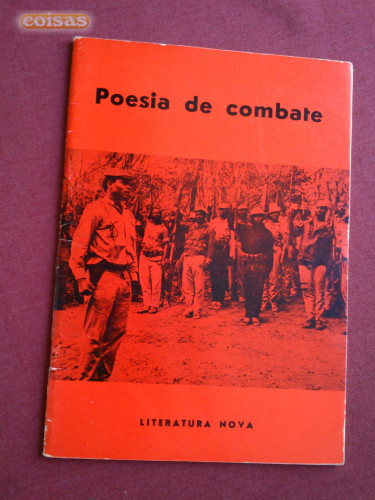 coisas
Poesia de combate
LITERATURA NOVA